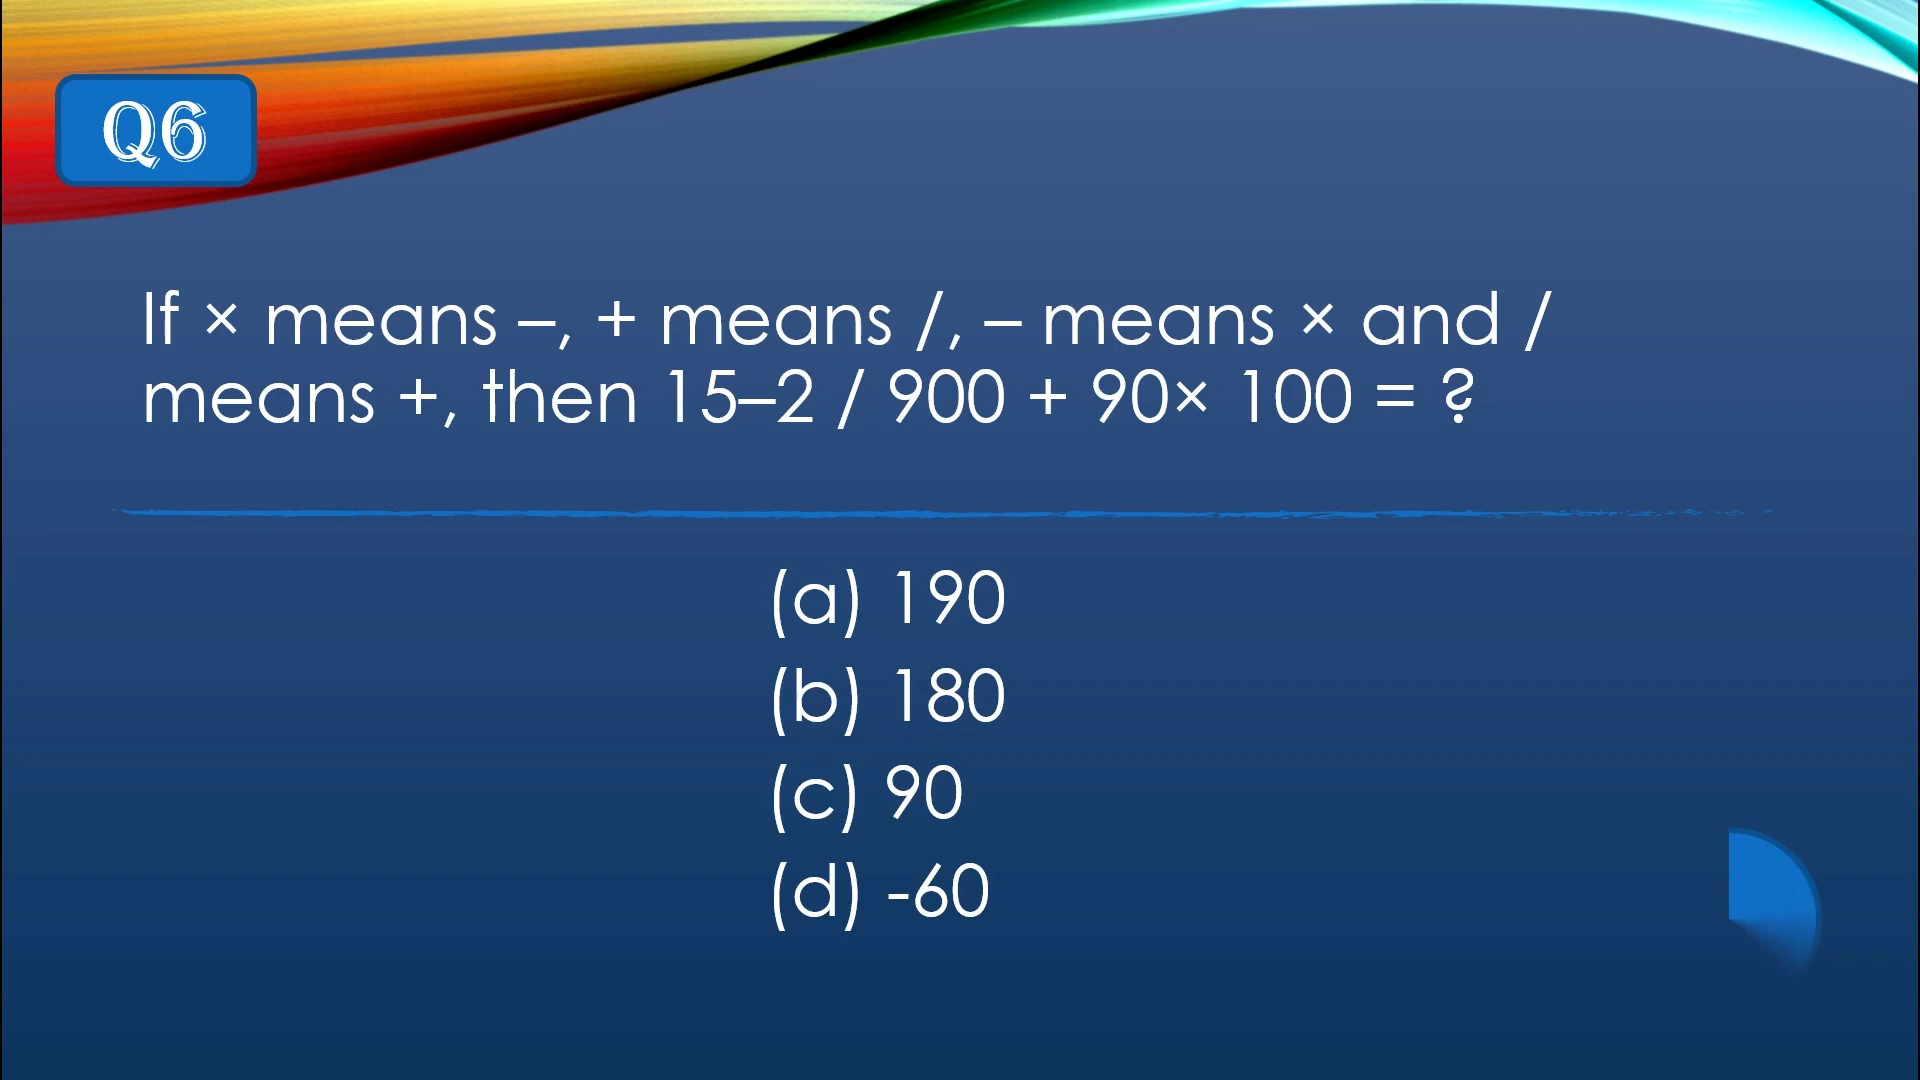 Q6
If × means –, + means /, – means × and /
means +, then 15–2 / 900 + 90× 100 = ?
(a) 190
(b) 180
(c) 90
(d) -60